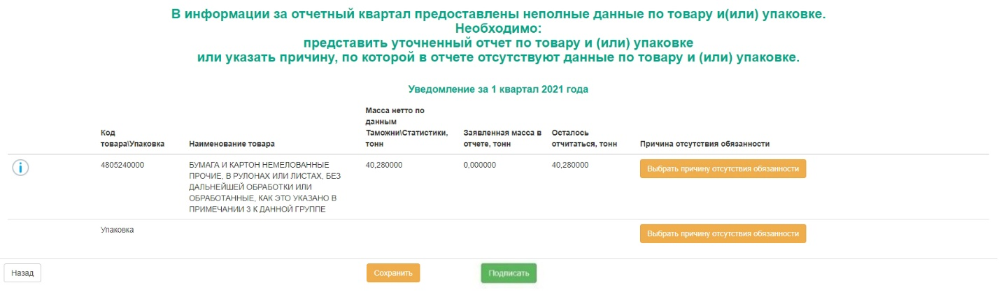 В информации за отчетный квартал предоставлены неполные данные по товару и(или) упаковке.
Необходимо:
представить уточненный отчет по товару и (или) упаковке
или указать причину, по которой в отчете отсутствуют данные по товару и (или) упаковке.
Уведомление за 1 квартал 2021 года
Код
товара\Упаковка
Наименование товара
Масса нетто по
данным
Таможни\Статистики,
тонн
Заявленная масса в
отчете, тонн
Осталось
отчитаться, тонн
Причина отсутствия обязанности
4805240000
БУМАГА И КАРТОН НЕМЕЛОВАННЫЕ
ПРОЧИЕ, В РУЛОНАХ ИЛИ ЛИСТАХ, БЕЗ
ДАЛЬНЕЙШЕЙ ОБРАБОТКИ ИЛИ
ОБРАБОТАННЫЕ, КАК ЭТО УКАЗАНО В
ПРИМЕЧАНИИ 3 К ДАННОЙ ГРУППЕ
40,280000
0,000000
40,280000
Выбрать причину отсутствия обязанности
Упаковка
Выбрать причину отсутствия обязанности
Назад
Сохранить
Подписать